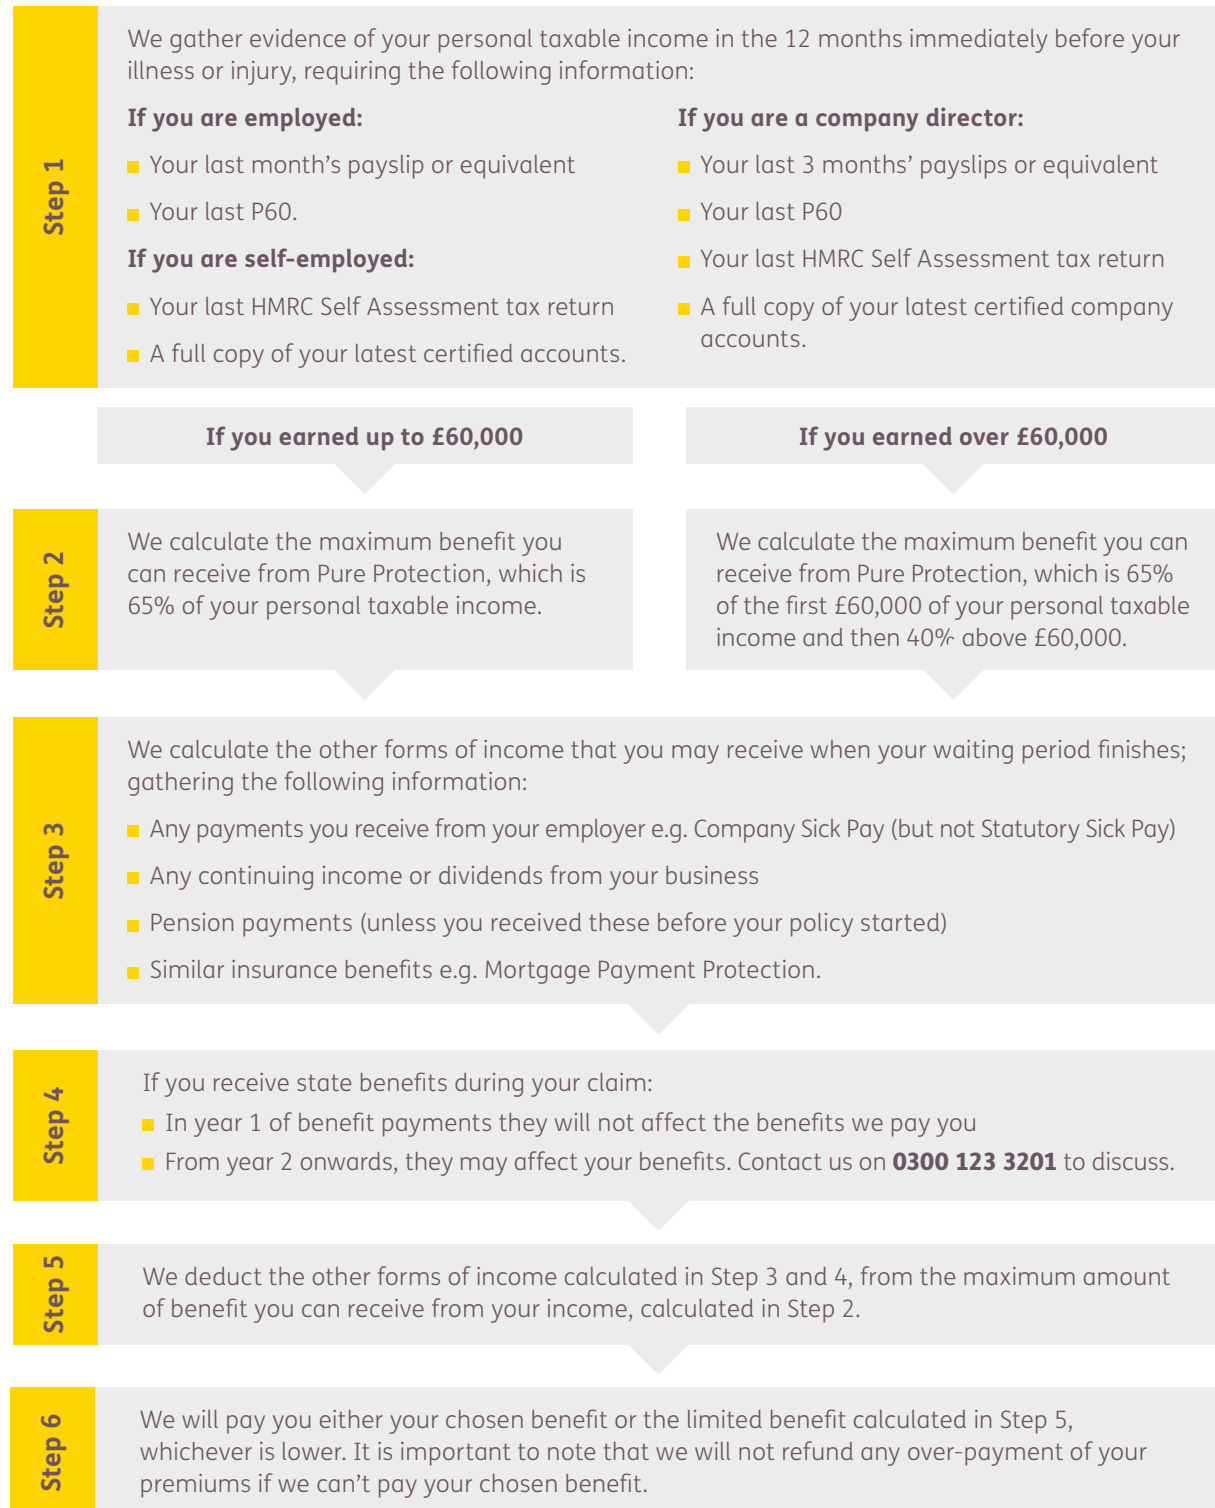 Step 1
We gather evidence of your personal taxable income in the 12 months immediately before your
illness or injury, requiring the following information:
If you are employed:
Your last month’s payslip or equivalent
Your last P60.
If you are self-employed:
Your last HMRC Self Assessment tax return
A full copy of your latest certified accounts.
If you are a company director:
Your last 3 months’ payslips or equivalent
Your last P60
Your last HMRC Self Assessment tax return
A full copy of your latest certified company
accounts.
If you earned up to £60,000
If you earned over £60,000
Step 2
We calculate the maximum benefit you
can receive from Pure Protection, which is
65% of your personal taxable income.
We calculate the maximum benefit you can
receive from Pure Protection, which is 65%
of the first £60,000 of your personal taxable
income and then 40% above £60,000.
Step 3
We calculate the other forms of income that you may receive when your waiting period finishes;
gathering the following information:
Any payments you receive from your employer e.g. Company Sick Pay (but not Statutory Sick Pay)
Any continuing income or dividends from your business
Pension payments (unless you received these before your policy started)
Similar insurance benefits e.g. Mortgage Payment Protection.
Step 4
If you receive state benefits during your claim:
In year 1 of benefit payments they will not affect the benefits we pay you
From year 2 onwards, they may affect your benefits. Contact us on 0300 123 3201 to discuss.
Step 5
We deduct the other forms of income calculated in Step 3 and 4, from the maximum amount
of benefit you can receive from your income, calculated in Step 2.
Step 6
We will pay you either your chosen benefit or the limited benefit calculated in Step 5,
whichever is lower. It is important to note that we will not refund any over-payment of your
premiums if we can’t pay your chosen benefit.